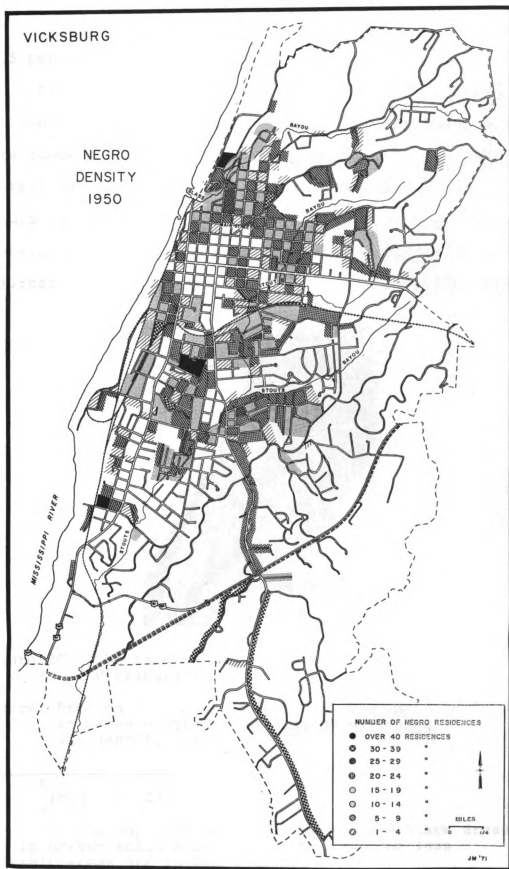 VICKSBURG
NEGRO
DENSITY
1950
BAYOU
GLASS
BAYOU
STOUTS
STOUTS
BAYOU
STOUTS
MISSISSIPPI RIVER
NUMUER OF NEGRO RESIDENCES
OVER 40 RESIDENCES
30 - 39 "
25 - 29 "
20 - 24 "
15 - 19 "
10 - 14 "
5 - 9 "
1 - 4 "
MILES
0 1/4
JM '71